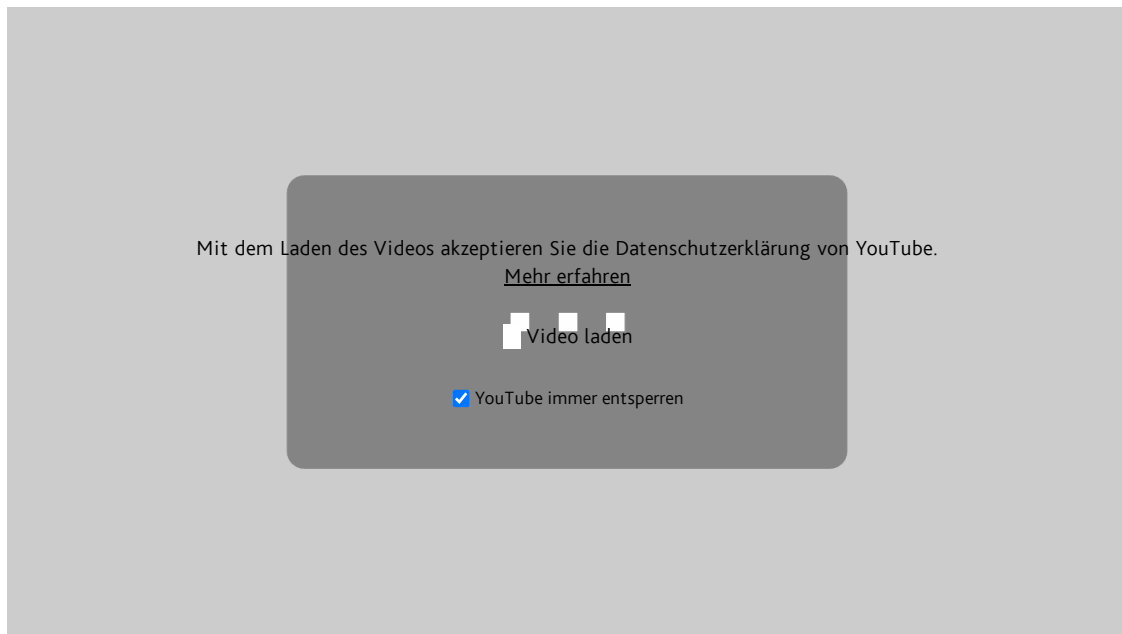 Mit dem Laden des Videos akzeptieren Sie die Datenschutzerklärung von YouTube.
Mehr erfahren
Video laden
YouTube immer entsperren